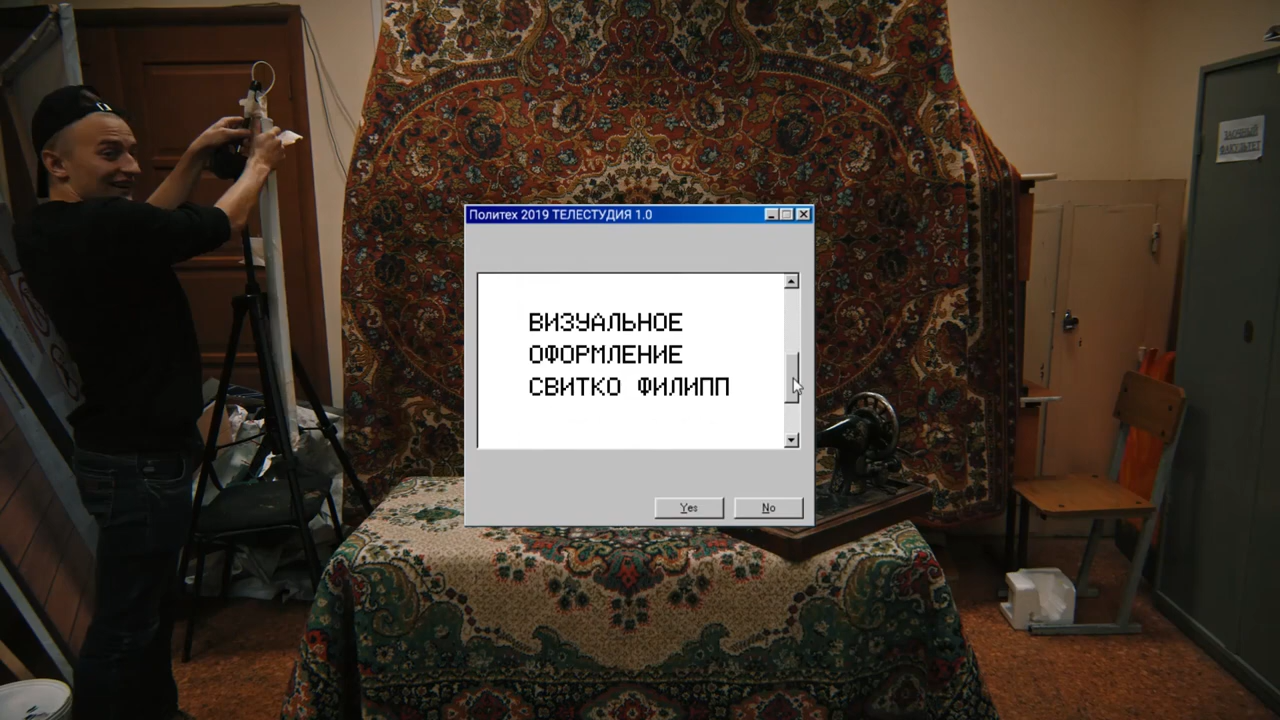 Политех 2019 ТЕЛЕСТУДИЯ 1.0
ВИЗУАЛЬНОЕ
ОФОРМЛЕНИЕ
СВИТКО ФИЛИПП
Yes
No
ЗАОЧНЫЙ
ФАКУЛЬТЕТ